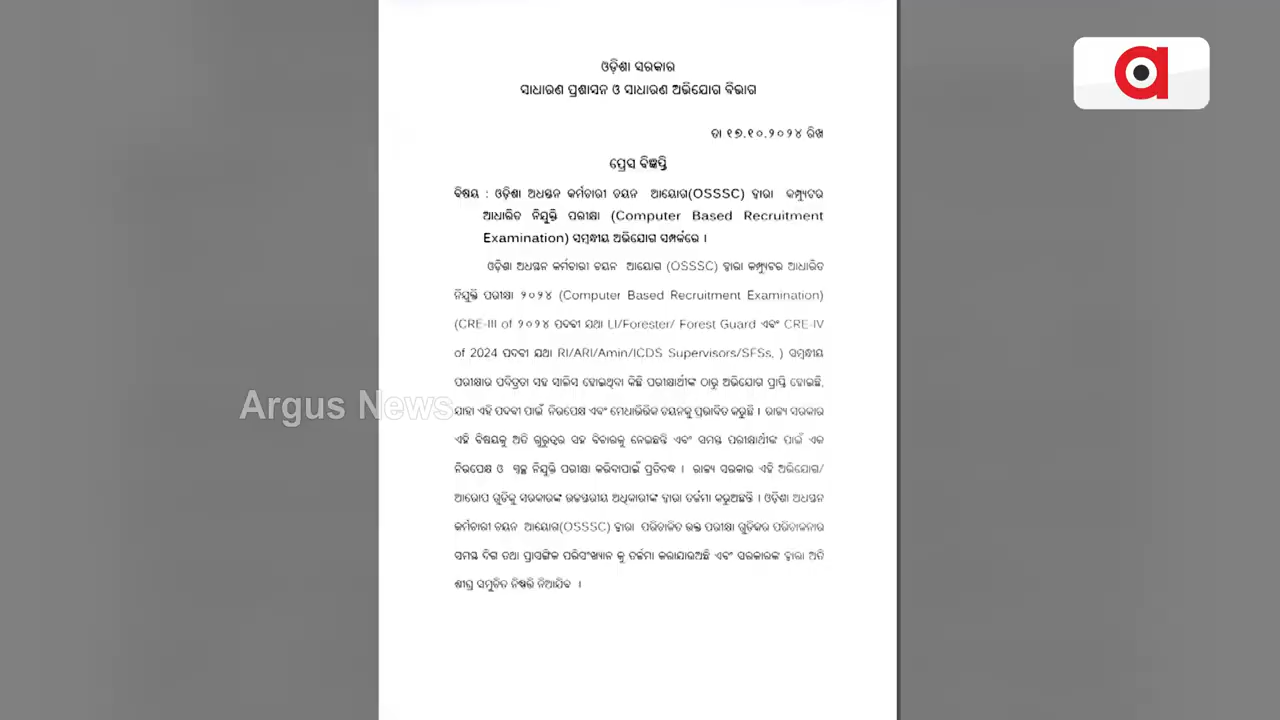 ଓଡ଼ିଶା ସରକାର
ସାଧାରଣ ପ୍ରଶାସନ ଓ ସାଧାରଣ ଅଭିଯୋଗ ବିଭାଗ
ତା ୧୭.୧୦.୨୦୨୪ ରିଖ
ପ୍ରେସ ବିଜ୍ଞପ୍ତି
ବିଷୟ : ଓଡ଼ିଶା ଅଧସ୍ତନ କର୍ମଚାରୀ ଚୟନ ଆୟୋଗ(OSSSC) ଦ୍ୱାରା କମ୍ପ୍ୟୁଟର
ଆଧାରିତ ନିଯୁକ୍ତି ପରୀକ୍ଷା (Computer Based Recruitment
Examination) ସମ୍ବନ୍ଧୀୟ ଅଭିଯୋଗ ସମ୍ପର୍କରେ ।
ଓଡ଼ିଶା ଅଧସ୍ତନ କର୍ମଚାରୀ ଚୟନ ଆୟୋଗ (OSSSC) ଦ୍ୱାରା କମ୍ପ୍ୟୁଟର ଆଧାରିତ
ନିଯୁକ୍ତି ପରୀକ୍ଷା ୨୦୨୪ (Computer Based Recruitment Examination)
(CRE-III of ୨୦୨୪ ପଦବୀ ଯଥା LI/Forester/ Forest Guard ଏବଂ CRE-IV
of 2024 ପଦବୀ ଯଥା RI/ARI/Amin/ICDS Supervisors/SFSs, ) ସମ୍ବନ୍ଧୀୟ
ପରୀକ୍ଷାର ପବିତ୍ରତା ସହ ସାଲିସ ହୋଇଥିବା କିଛି ପରୀକ୍ଷାର୍ଥୀଙ୍କ ଠାରୁ ଅଭିଯୋଗ ପ୍ରାପ୍ତି ହୋଇଛି,
Argus News
ଯାହା ଏହି ପଦବୀ ପାଇଁ ନିରପେକ୍ଷ ଏବଂ ମେଧାଭିତ୍ତିକ ଚୟନକୁ ପ୍ରଭାବିତ କରୁଛି । ରାଜ୍ୟ ସରକାର
ଏହି ବିଷୟକୁ ଅତି ଗୁରୁତ୍ୱର ସହ ବିଚାରକୁ ନେଇଛନ୍ତି ଏବଂ ସମସ୍ତ ପରୀକ୍ଷାର୍ଥୀଙ୍କ ପାଇଁ ଏକ
ନିରପେକ୍ଷ ଓ ସ୍ୱଚ୍ଛ ନିଯୁକ୍ତି ପରୀକ୍ଷା କରିବାପାଇଁ ପ୍ରତିବଦ୍ଧ । ରାଜ୍ୟ ସରକାର ଏହି ଅଭିଯୋଗ/
ଆରୋପ ଗୁଡ଼ିକୁ ସରକାରଙ୍କ ଉଚ୍ଚସ୍ତରୀୟ ଅଧିକାରୀଙ୍କ ଦ୍ୱାରା ତର୍ଜମା କରୁଅଛନ୍ତି । ଓଡ଼ିଶା ଅଧସ୍ତନ
କର୍ମଚାରୀ ଚୟନ ଆୟୋଗ(OSSSC) ଦ୍ୱାରା ପରିଚାଳିତ ଉକ୍ତ ପରୀକ୍ଷା ଗୁଡ଼ିକର ପରିଚାଳନାର
ସମସ୍ତ ଦିଗ ତଥା ପ୍ରାସଙ୍ଗିକ ପରିସଂଖ୍ୟାନ କୁ ତର୍ଜମା କରାଯାଉଅଛି ଏବଂ ସରକାରଙ୍କ ଦ୍ୱାରା ଅତି
ଶୀଘ୍ର ସମୁଚିତ ନିଷ୍ପତ୍ତି ନିଆଯିବ ।